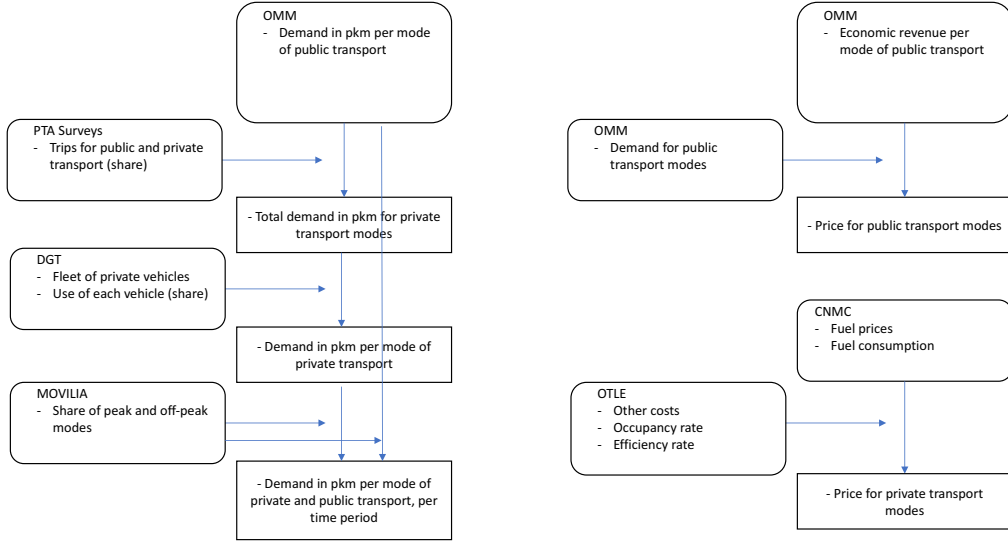 OMM
- Demand in pkm per mode
of public transport
PTA Surveys
- Trips for public and private
transport (share)
- Total demand in pkm for private
transport modes
DGT
- Fleet of private vehicles
- Use of each vehicle (share)
- Demand in pkm per mode of
private transport
MOVILIA
- Share of peak and off-peak
modes
- Demand in pkm per mode of
private and public transport, per
time period
OMM
- Economic revenue per
mode of public transport
OMM
- Demand for public
transport modes
- Price for public transport modes
CNMC
- Fuel prices
- Fuel consumption
OTLE
- Other costs
- Occupancy rate
- Efficiency rate
- Price for private transport
modes